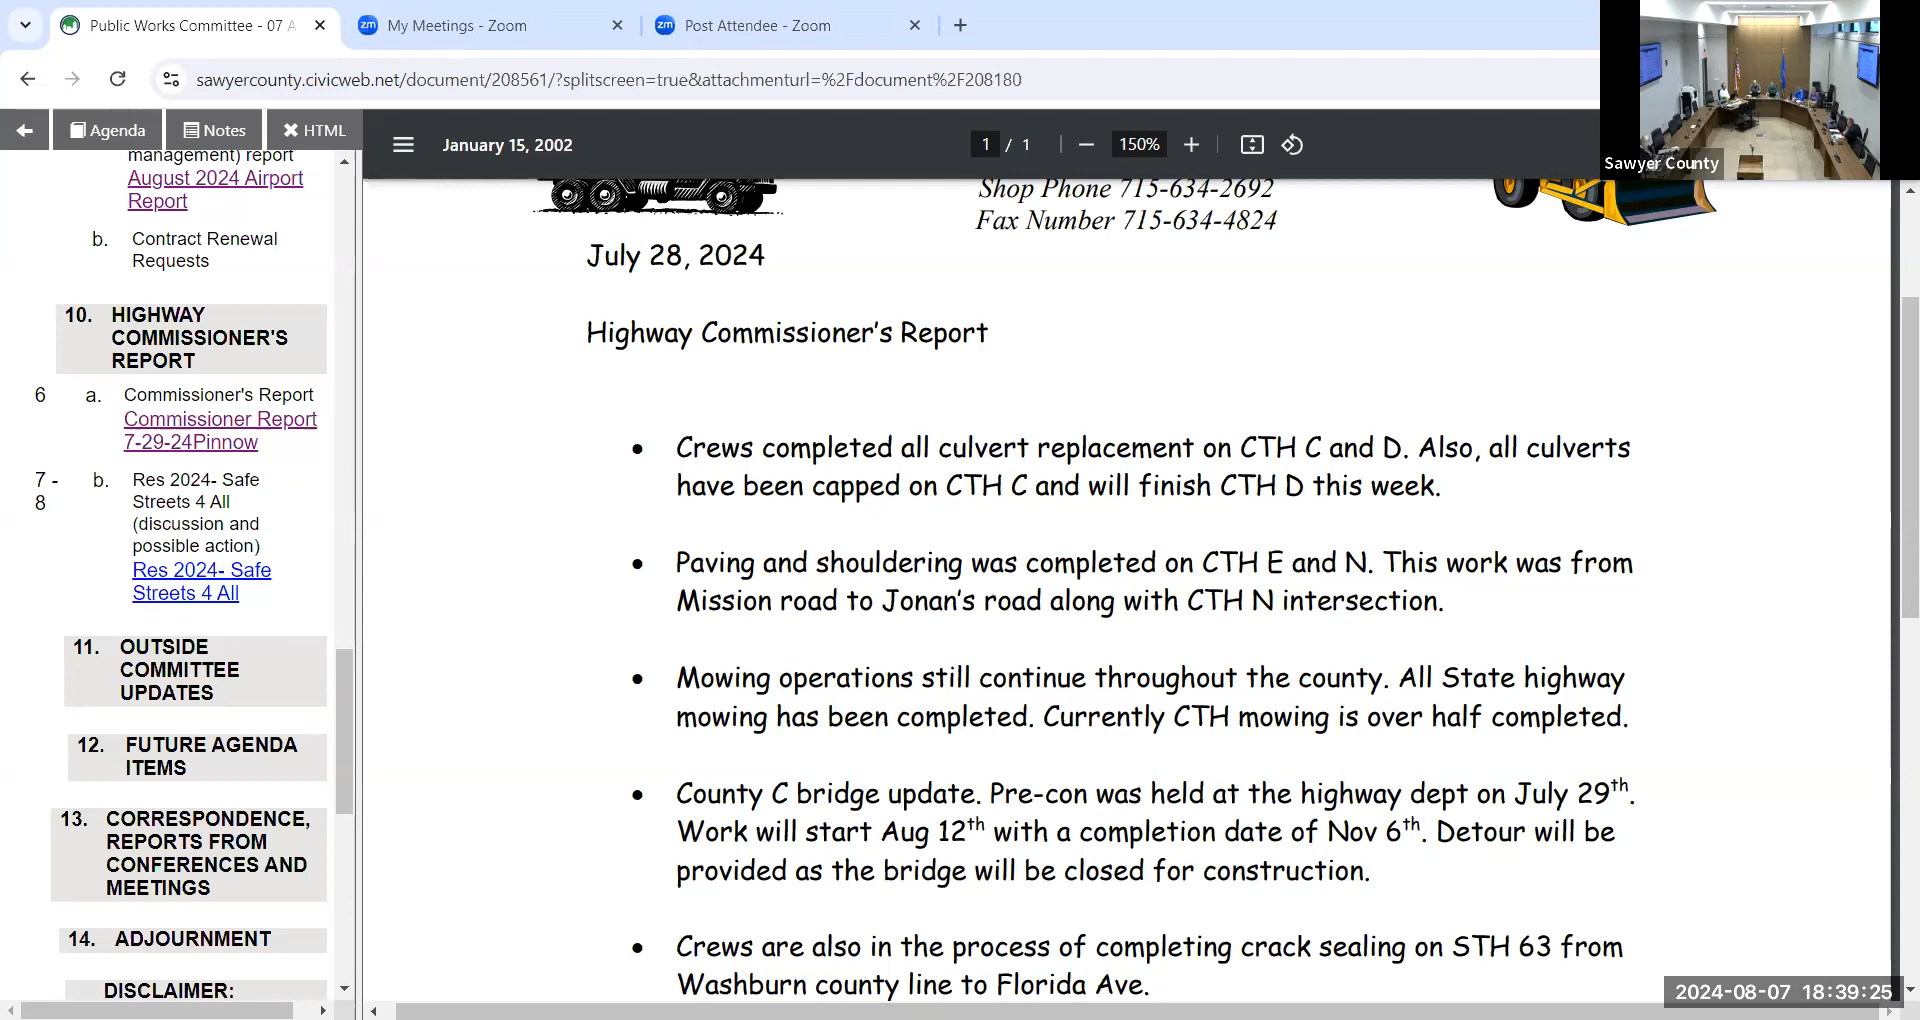 Public Works Committee - 07 A
My Meetings - Zoom
Post Attendee - Zoom
sawyercounty.civicweb.net/document/208561/?splitscreen=true&attachmenturl=%2Fdocument%2F208180
Agenda
Notes
HTML
January 15, 2002
1 / 1
150%
Sawyer County
management) report
August 2024 Airport
Report
b. Contract Renewal
Requests
10. HIGHWAY
COMMISSIONER'S
REPORT
6 a. Commissioner's Report
Commissioner Report
7-29-24Pinnow
7 - b. Res 2024- Safe
8 Streets 4 All
(discussion and
possible action)
Res 2024- Safe
Streets 4 All
11. OUTSIDE
COMMITTEE
UPDATES
12. FUTURE AGENDA
ITEMS
13. CORRESPONDENCE,
REPORTS FROM
CONFERENCES AND
MEETINGS
14. ADJOURNMENT
DISCLAIMER:
Shop Phone 715-634-2692
Fax Number 715-634-4824
July 28, 2024
Highway Commissioner's Report
• Crews completed all culvert replacement on CTH C and D. Also, all culverts
have been capped on CTH C and will finish CTH D this week.
• Paving and shouldering was completed on CTH E and N. This work was from
Mission road to Jonan's road along with CTH N intersection.
• Mowing operations still continue throughout the county. All State highway
mowing has been completed. Currently CTH mowing is over half completed.
• County C bridge update. Pre-con was held at the highway dept on July 29th.
Work will start Aug 12th with a completion date of Nov 6th. Detour will be
provided as the bridge will be closed for construction.
• Crews are also in the process of completing crack sealing on STH 63 from
Washburn county line to Florida Ave.
2024-08-07 18:39:25